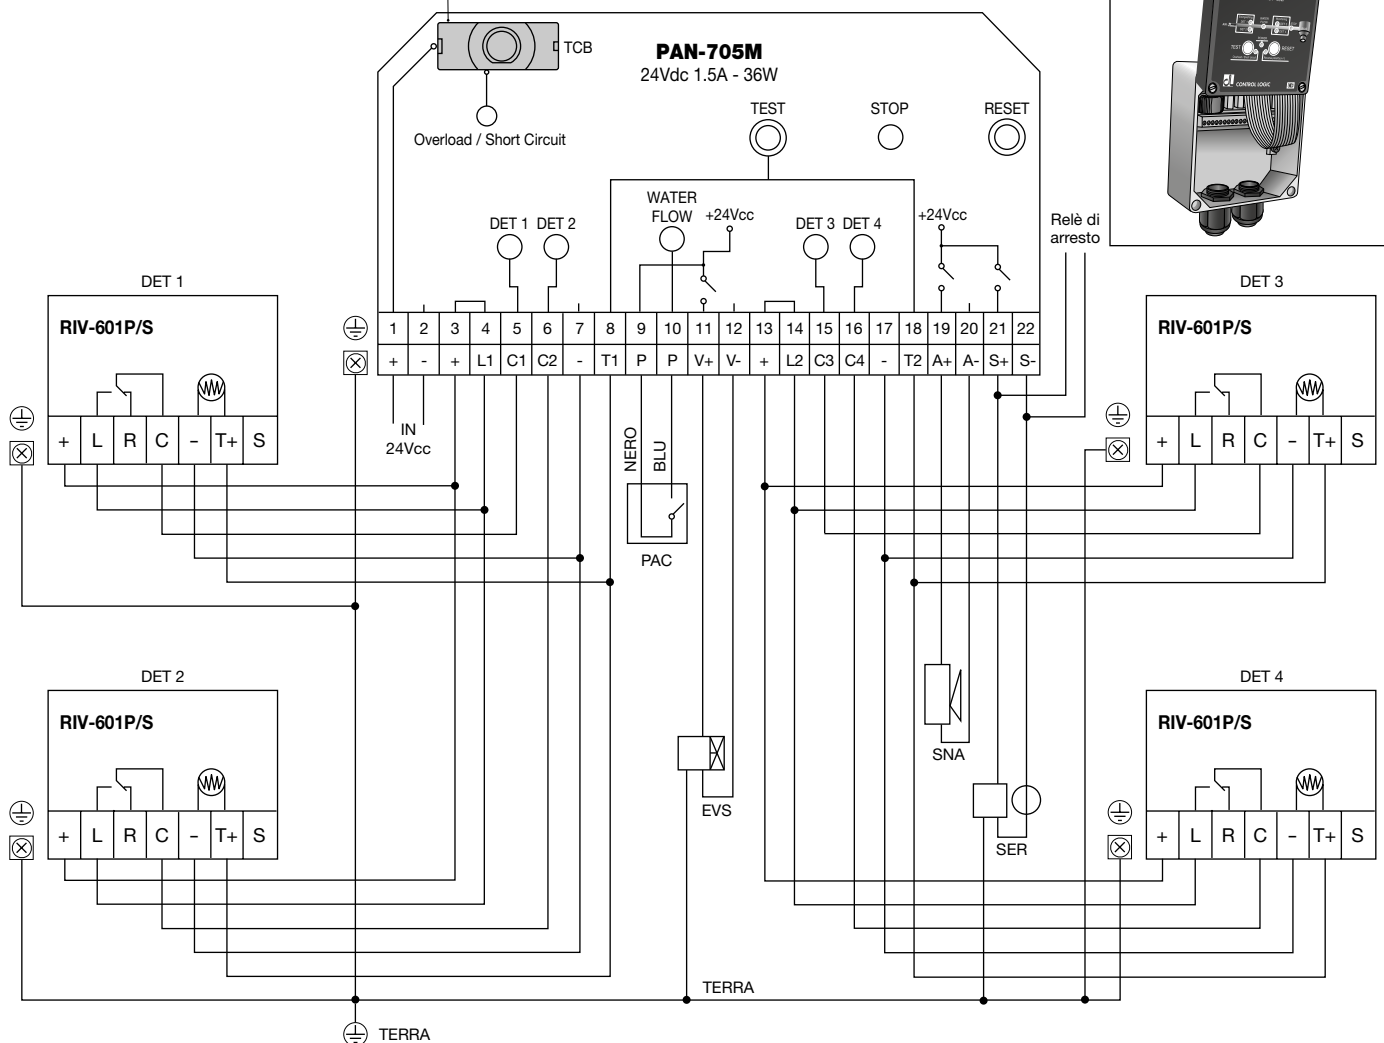 TCB
PAN-705M
24Vdc 1.5A - 36W
Overload / Short Circuit
TEST
STOP
RESET
TEST
RESET
CONTROL LOGIC
WATER
FLOW
+24Vcc
+24Vcc
DET 1
DET 2
DET 3
DET 4
Relè di
arresto
1 2 3 4 5 6 7 8 9 10 11 12 13 14 15 16 17 18 19 20 21 22
+ - + L1 C1 C2 - T1 P P V+ V- + L2 C3 C4 - T2 A+ A- S+ S-
IN
24Vcc
NERO
BLU
PAC
DET 1
RIV-601P/S
+ L R C - T+ S
DET 3
RIV-601P/S
+ L R C - T+ S
DET 2
RIV-601P/S
+ L R C - T+ S
EVS
SNA
SER
DET 4
RIV-601P/S
+ L R C - T+ S
TERRA
TERRA